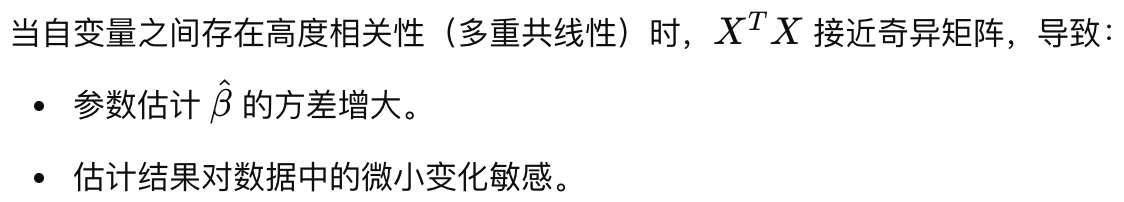 当自变量之间存在高度相关性（多重共线性）时，$X^T X$ 接近奇异矩阵，导致：
• 参数估计 $\hat{\beta}$ 的方差增大。
• 估计结果对数据中的微小变化敏感。